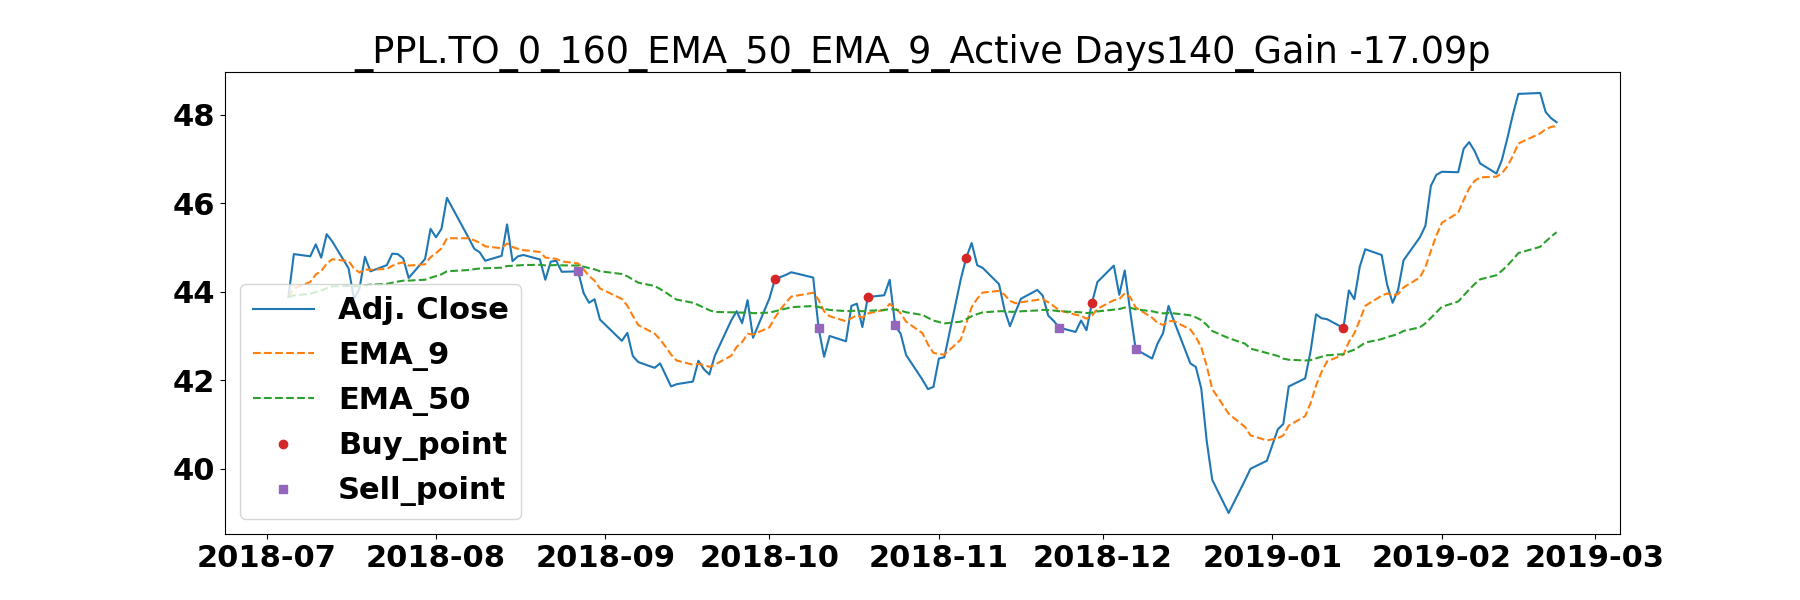 _PPL.TO_0_160_EMA_50_EMA_9_Active Days140_Gain -17.09p
48
46
44
42
40
Adj. Close
EMA_9
EMA_50
Buy_point
Sell_point
2018-07 2018-08 2018-09 2018-10 2018-11 2018-12 2019-01 2019-02 2019-03